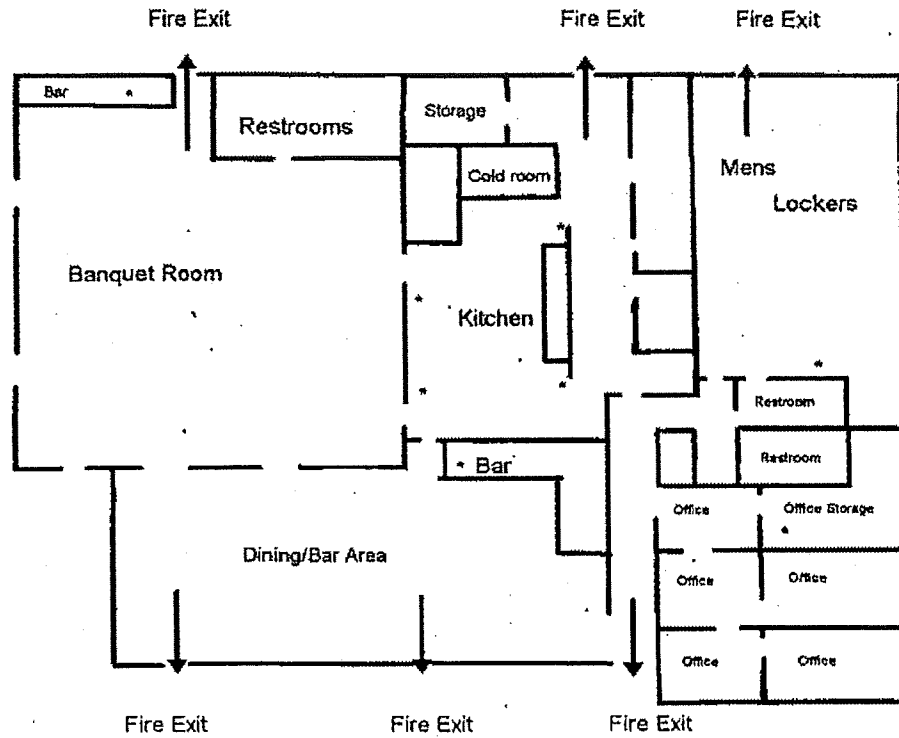 Fire Exit
Fire Exit
Fire Exit
Bar *
Restrooms
Storage
Cold room
Mens
Lockers
*
Banquet Room
*
Kitchen
*
*
*
Restroom
* Bar
Restroom
Office
Office Storage
*
Dining/Bar Area
Office
Office
Office
Office
Fire Exit
Fire Exit
Fire Exit